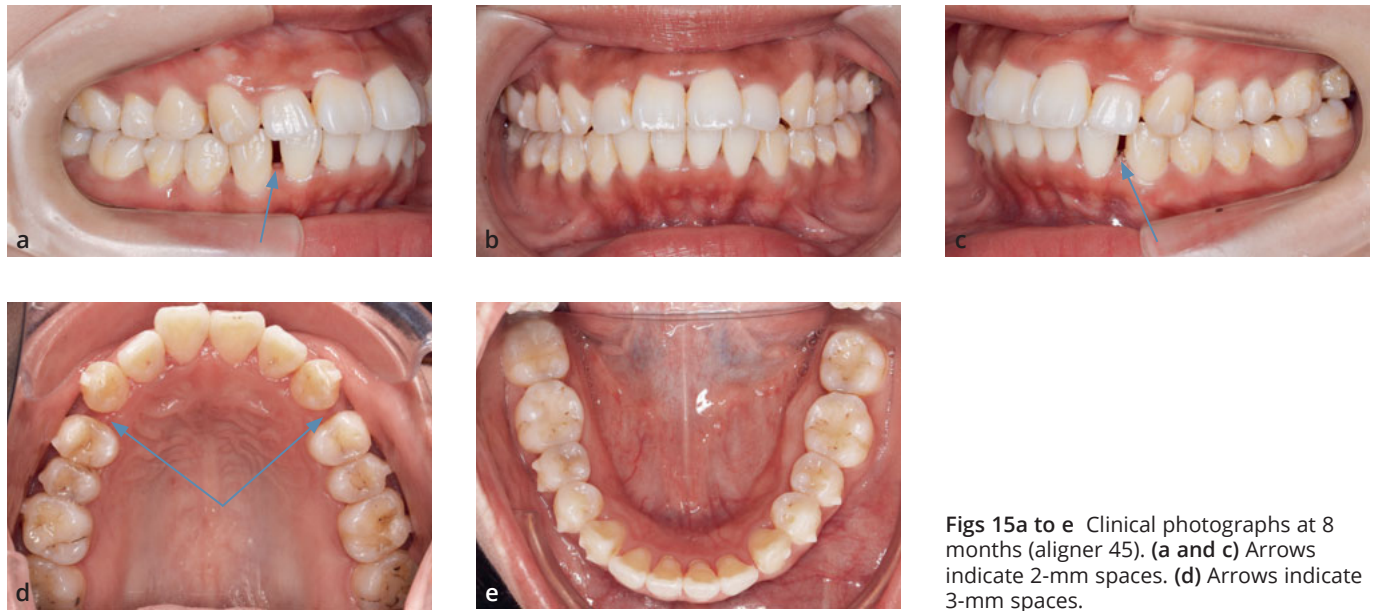 a
b
c
d
e
Figs 15a to e Clinical photographs at 8
months (aligner 45). (a and c) Arrows
indicate 2-mm spaces. (d) Arrows indicate
3-mm spaces.